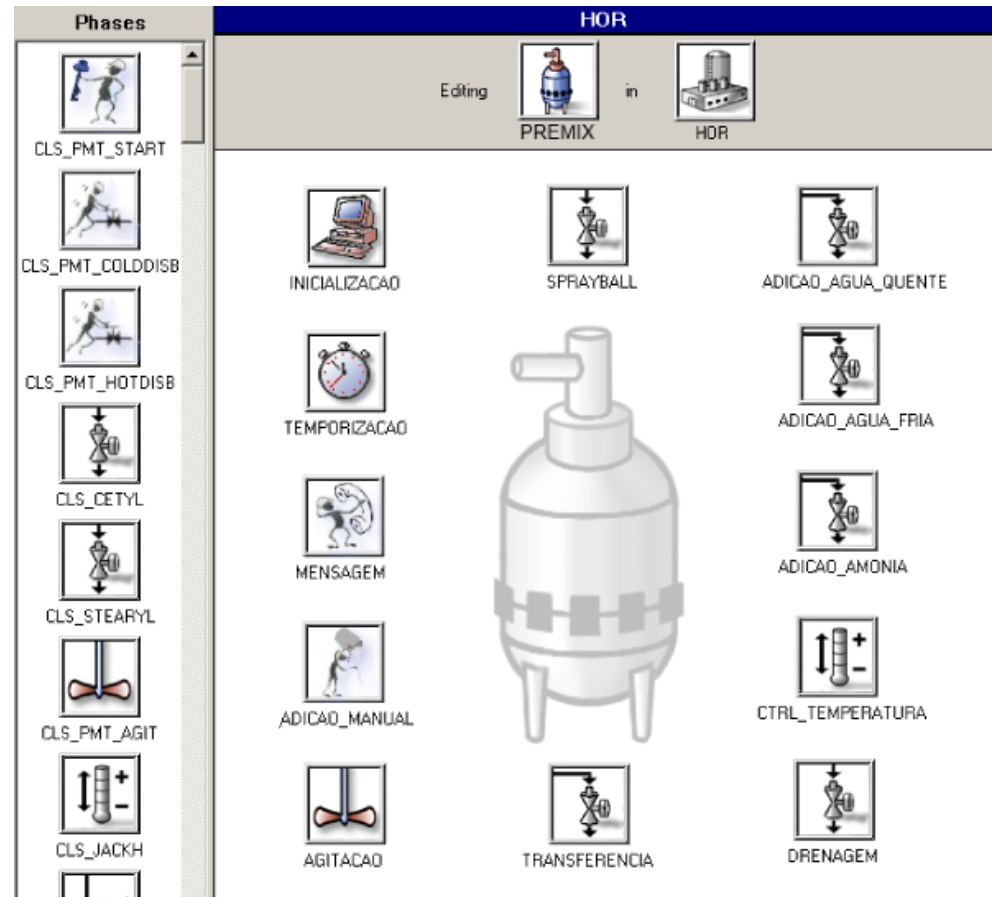 Phases
CLS_PMT_START
CLS_PMT_COLDDISB
CLS_PMT_HOTDISB
CLS_CETYL
CLS_STEARYL
CLS_PMT_AGIT
CLS_JACKH
HOR
Editing
PREMIX
in
HOR
INICIALIZACAO
SPRAYBALL
ADICAO_AGUA_QUENTE
TEMPORIZACAO
ADICAO_AGUA_FRIA
MENSAGEM
ADICAO_AMONIA
ADICAO_MANUAL
CTRL_TEMPERATURA
AGITACAO
TRANSFERENCIA
DRENAGEM